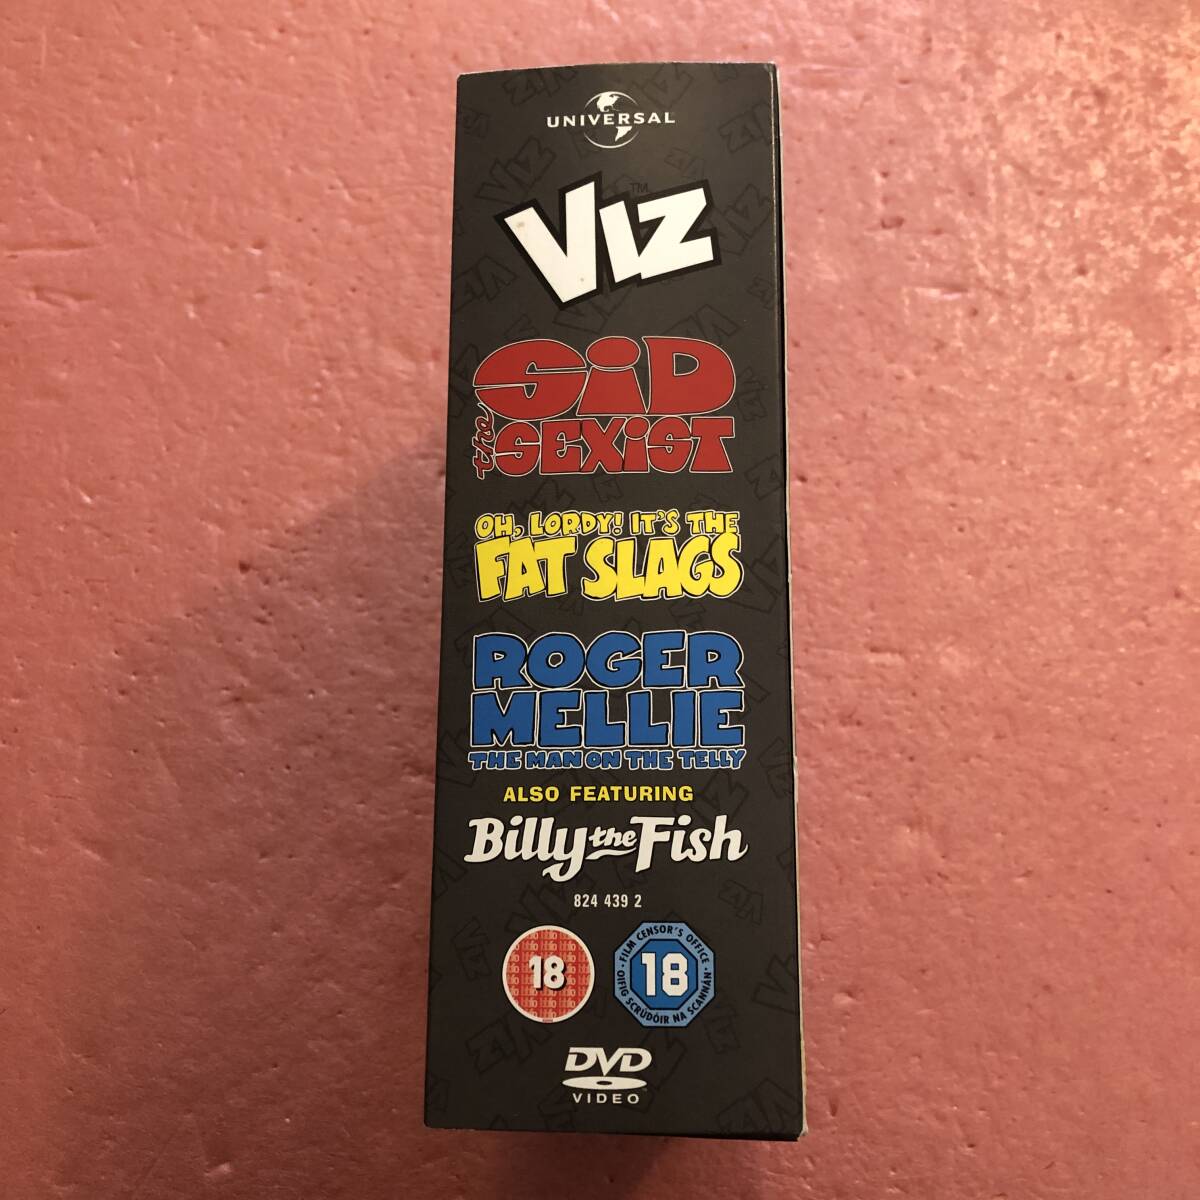 UNIVERSAL
VIZ TM
SiD
the SEXiST
OH, LORDY! IT'S THE
FAT SLAGS
ROGER
MELLIE
THE MAN ON THE TELLY
ALSO FEATURING
Billy the Fish
824 439 2
18
FILM CENSOR'S OFFICE · OIFIG SCRÚDÓIR NA SCANNÁN ·
18
DVD
VIDEO